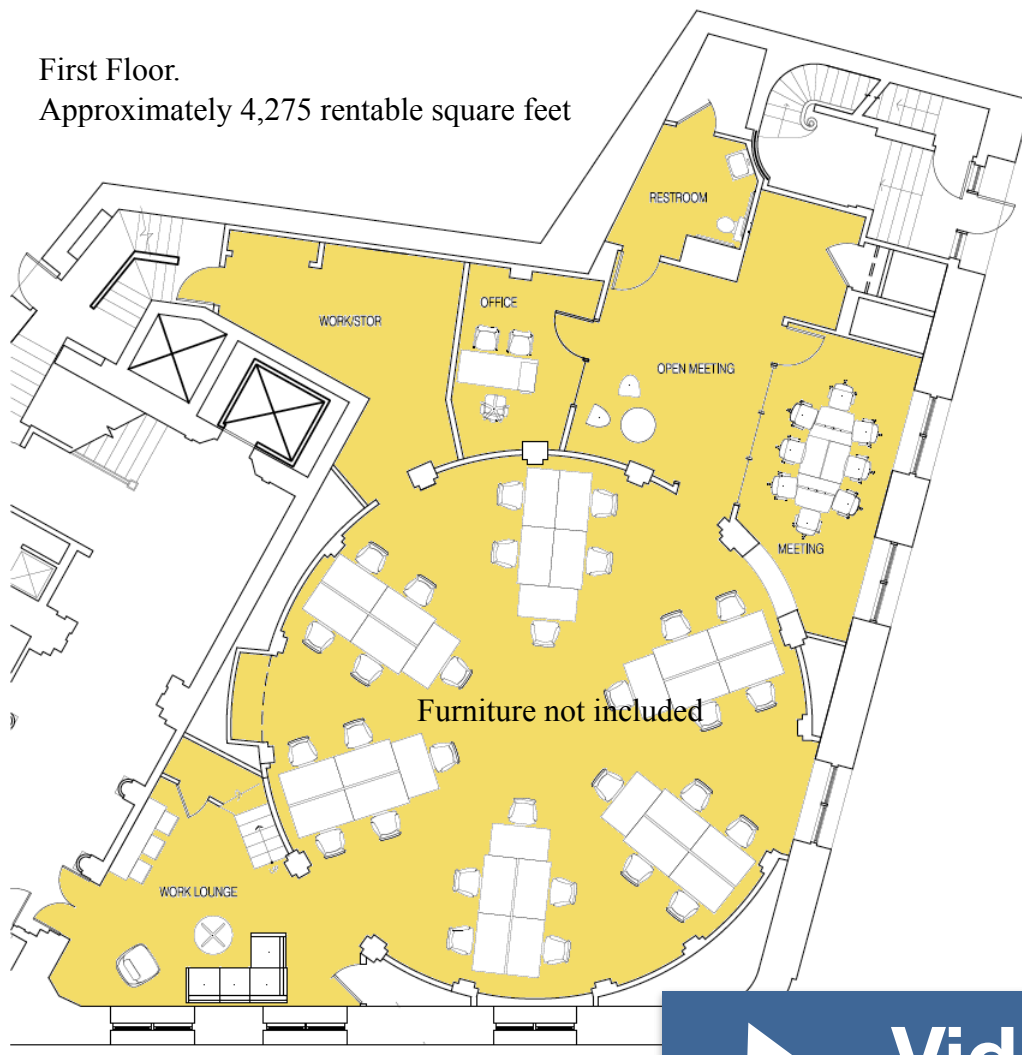 First Floor.
Approximately 4,275 rentable square feet
RESTROOM
OFFICE
WORK/STOR
OPEN MEETING
MEETING
Furniture not included
WORK LOUNGE
Vid